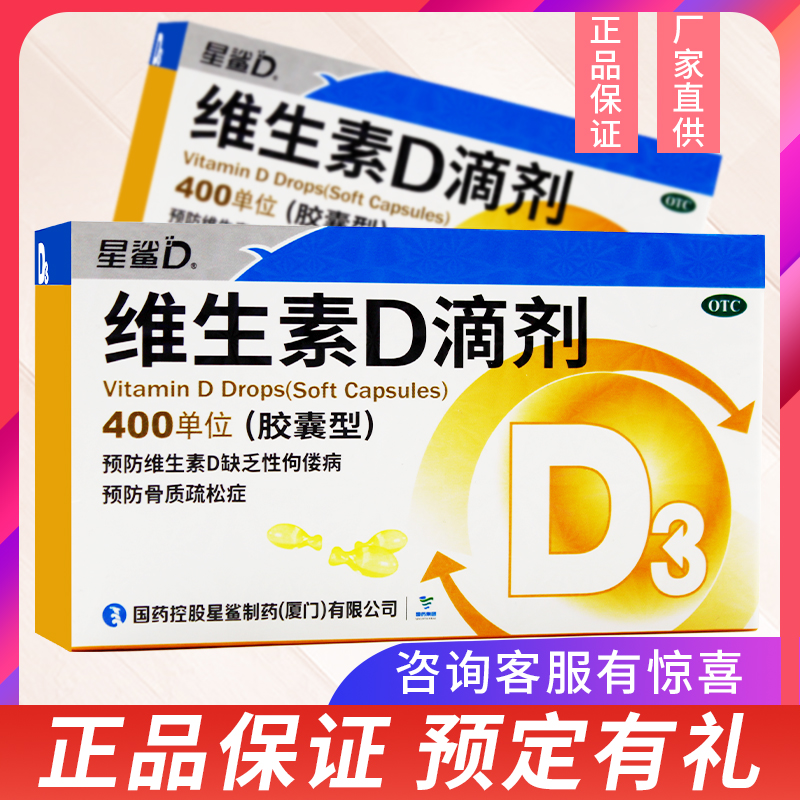 正品保证
厂家直供
星鲨D®
维生素D滴剂
Vitamin D Drops(Soft Capsules)
400单位(胶囊型)
OTC
D3
星鲨D®
维生素D滴剂
Vitamin D Drops(Soft Capsules)
400单位(胶囊型)
预防维生素D缺乏性佝偻病
预防骨质疏松症
OTC
D3
国药控股星鲨制药(厦门)有限公司
咨询客服有惊喜
正品保证 预定有礼